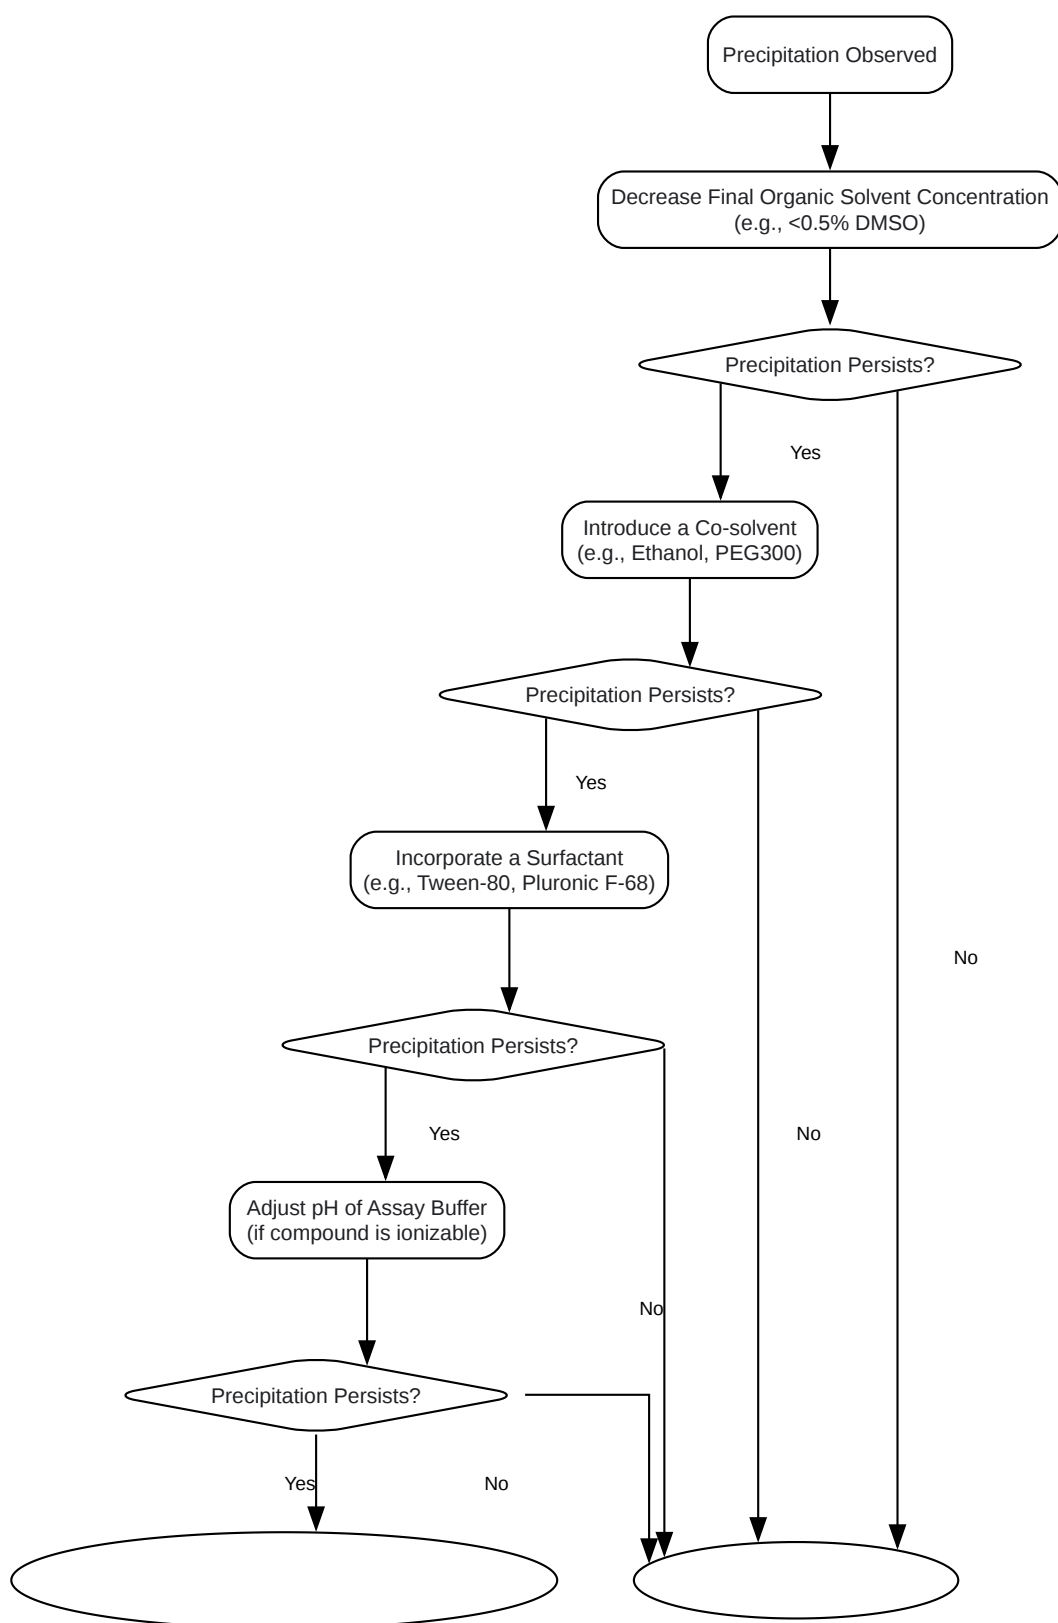 Precipitation Observed
Decrease Final Organic Solvent Concentration
(e.g., <0.5% DMSO)
Precipitation Persists?
Yes
Introduce a Co-solvent
(e.g., Ethanol, PEG300)
Precipitation Persists?
Yes
Incorporate a Surfactant
(e.g., Tween-80, Pluronic F-68)
No
Precipitation Persists?
Yes
No
Adjust pH of Assay Buffer
(if compound is ionizable)
No
Precipitation Persists?
Yes
No